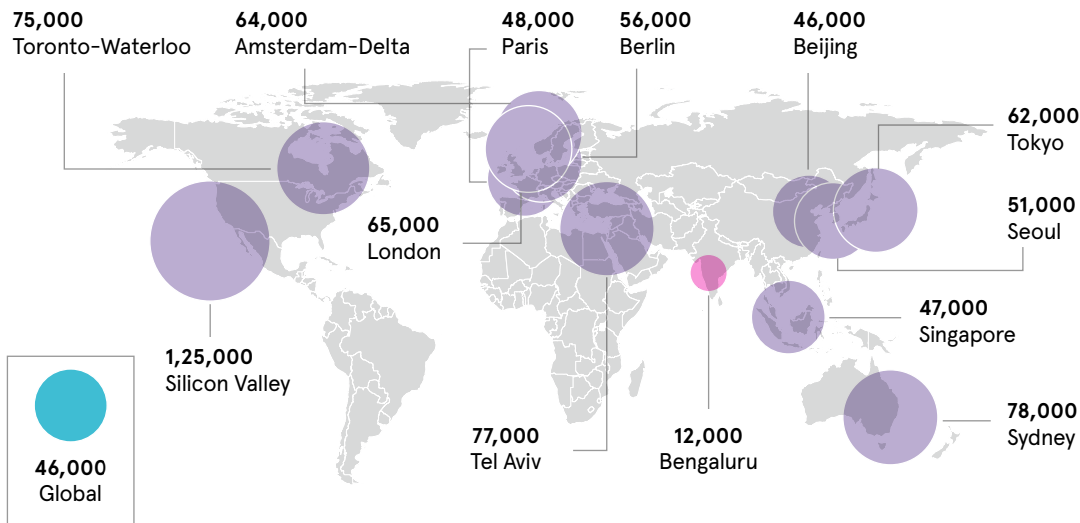 75,000
Toronto-Waterloo
64,000
Amsterdam-Delta
48,000
Paris
56,000
Berlin
46,000
Beijing
62,000
Tokyo
65,000
London
51,000
Seoul
47,000
Singapore
1,25,000
Silicon Valley
77,000
Tel Aviv
12,000
Bengaluru
78,000
Sydney
46,000
Global